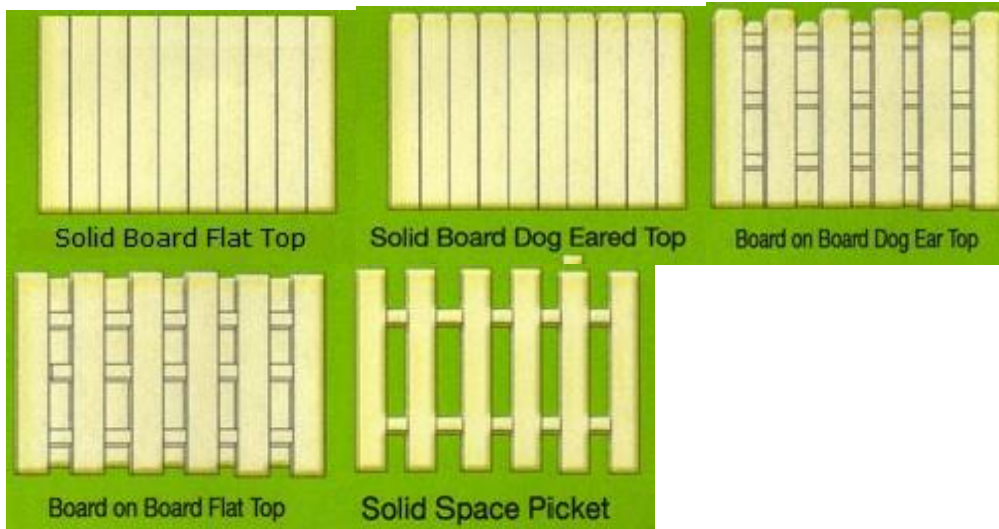 Solid Board Flat Top
Solid Board Dog Eared Top
Board on Board Dog Ear Top
Board on Board Flat Top
Solid Space Picket